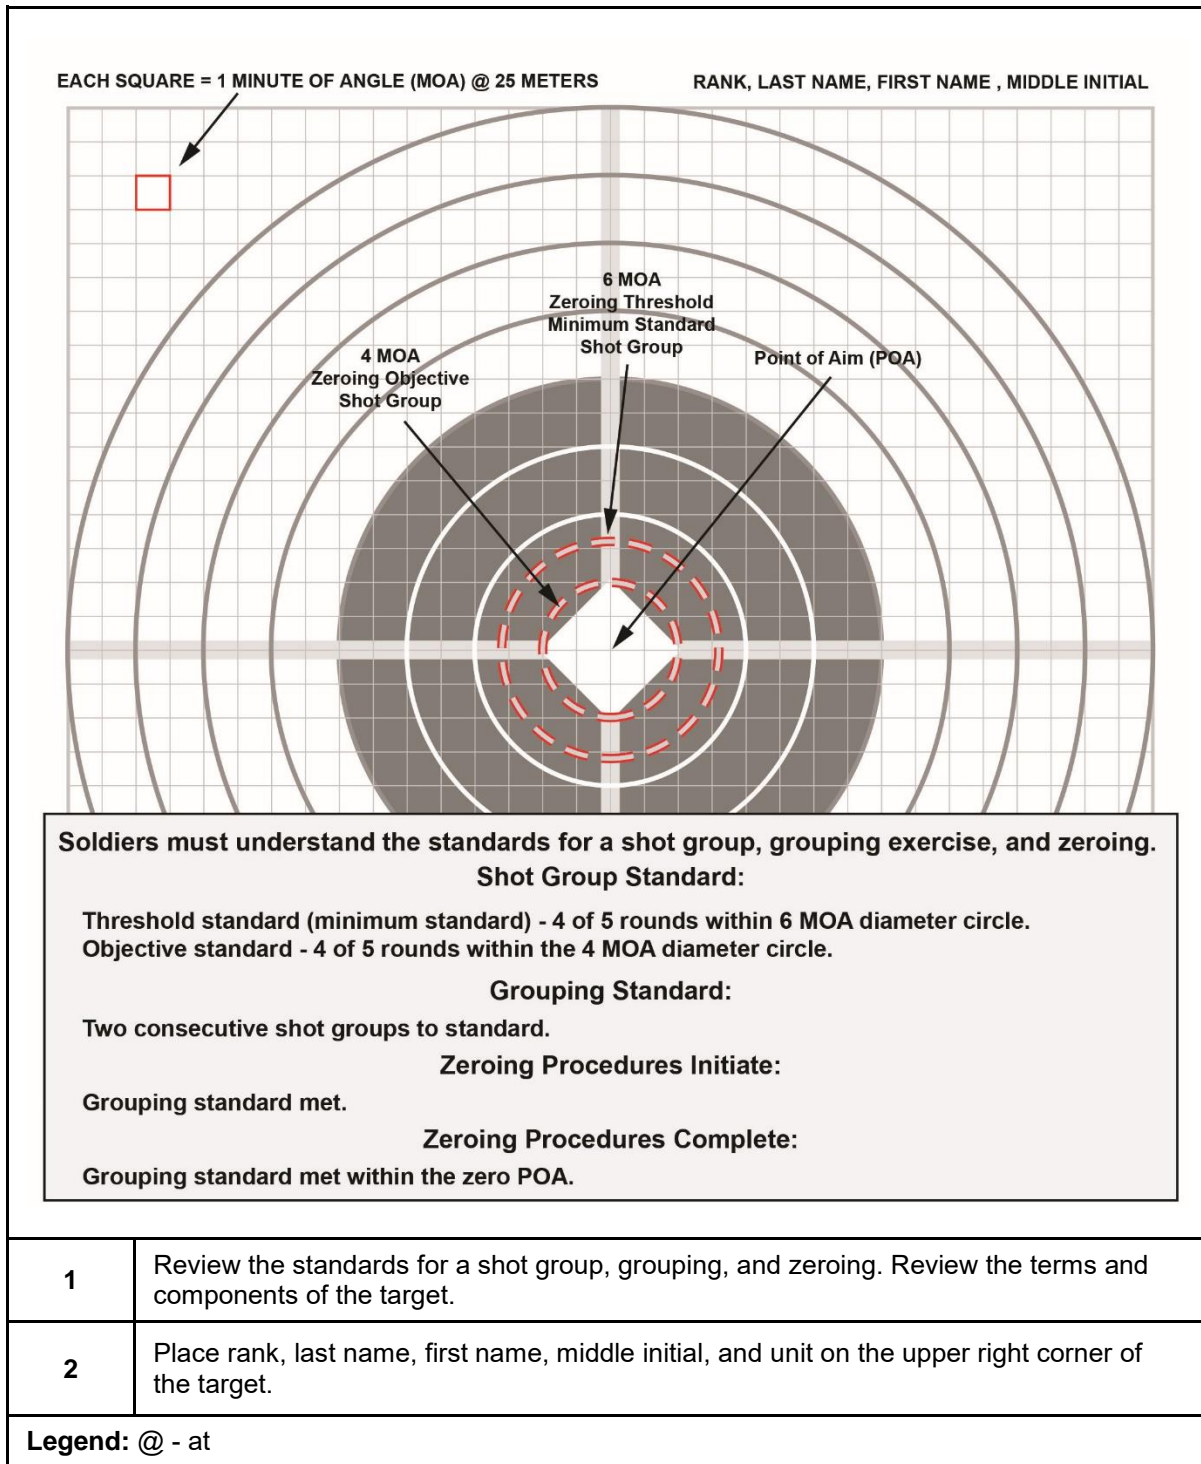 EACH SQUARE = 1 MINUTE OF ANGLE (MOA) @ 25 METERS
RANK, LAST NAME, FIRST NAME , MIDDLE INITIAL
6 MOA
Zeroing Threshold
Minimum Standard
Shot Group
4 MOA
Zeroing Objective
Shot Group
Point of Aim (POA)
Soldiers must understand the standards for a shot group, grouping exercise, and zeroing.
Shot Group Standard:
Threshold standard (minimum standard) - 4 of 5 rounds within 6 MOA diameter circle.
Objective standard - 4 of 5 rounds within the 4 MOA diameter circle.
Grouping Standard:
Two consecutive shot groups to standard.
Zeroing Procedures Initiate:
Grouping standard met.
Zeroing Procedures Complete:
Grouping standard met within the zero POA.
1
Review the standards for a shot group, grouping, and zeroing. Review the terms and
components of the target.
2
Place rank, last name, first name, middle initial, and unit on the upper right corner of
the target.
Legend: @ - at